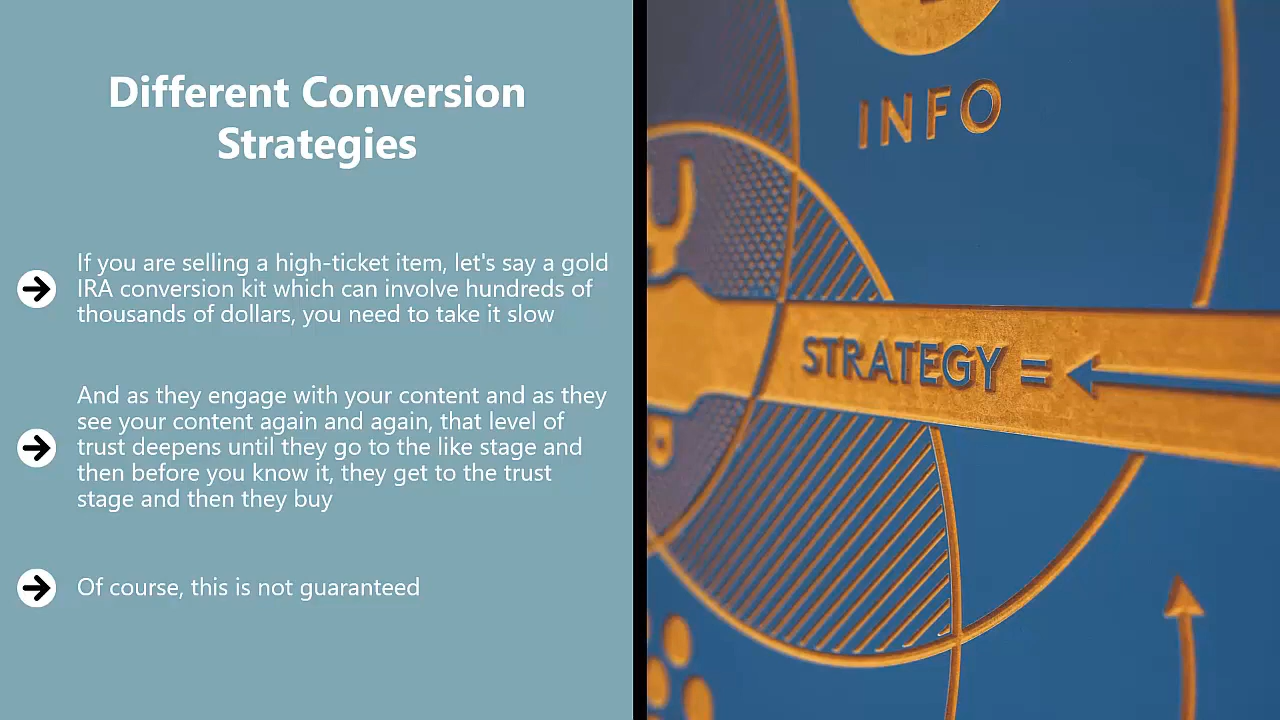 Different Conversion
Strategies
If you are selling a high-ticket item, let's say a gold
IRA conversion kit which can involve hundreds of
thousands of dollars, you need to take it slow
And as they engage with your content and as they
see your content again and again, that level of
trust deepens until they go to the like stage and
then before you know it, they get to the trust
stage and then they buy
Of course, this is not guaranteed
INFO
STRATEGY =